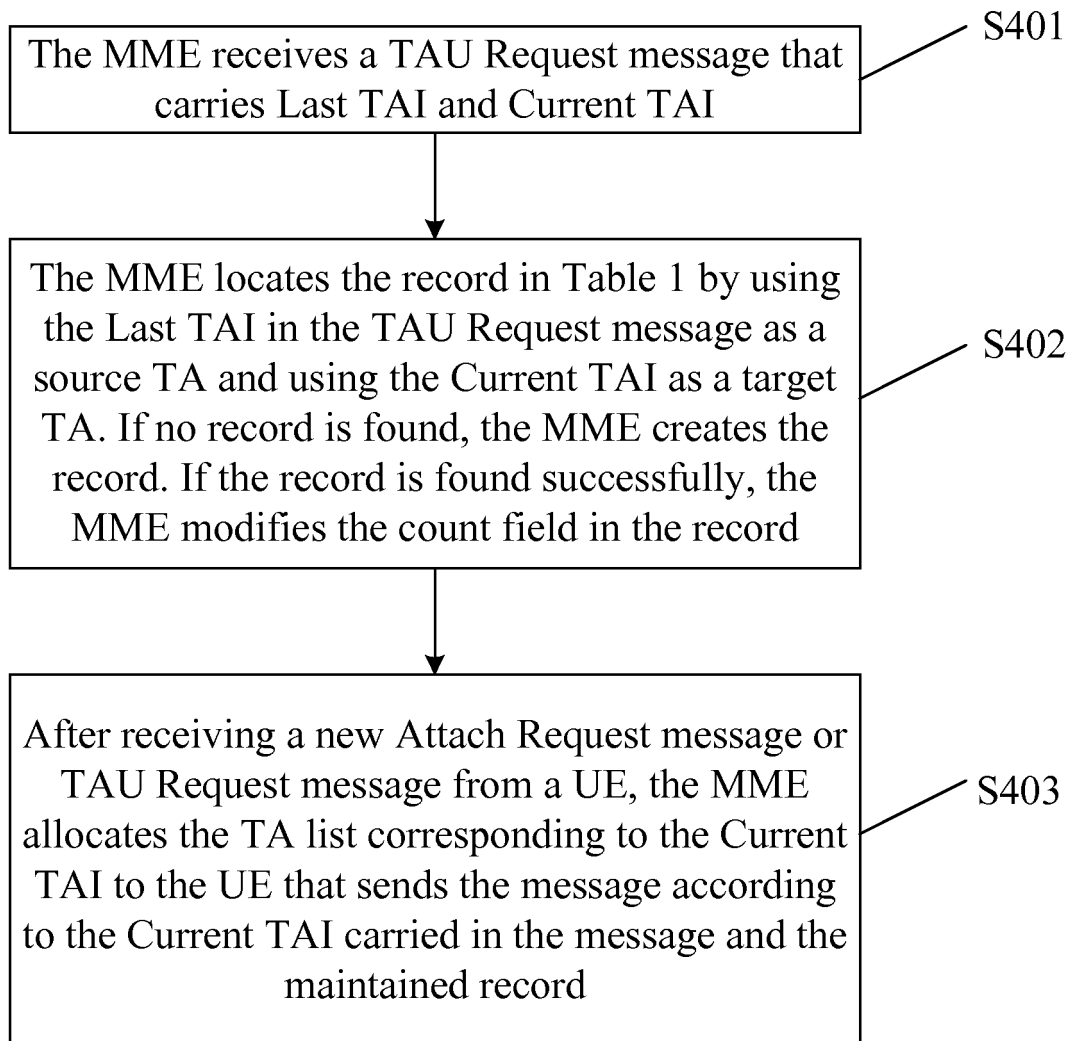 The MME receives a TAU Request message that
carries Last TAI and Current TAI
S401
The MME locates the record in Table 1 by using
the Last TAI in the TAU Request message as a
source TA and using the Current TAI as a target
TA. If no record is found, the MME creates the
record. If the record is found successfully, the
MME modifies the count field in the record
S402
After receiving a new Attach Request message or
TAU Request message from a UE, the MME
allocates the TA list corresponding to the Current
TAI to the UE that sends the message according
to the Current TAI carried in the message and the
maintained record
S403